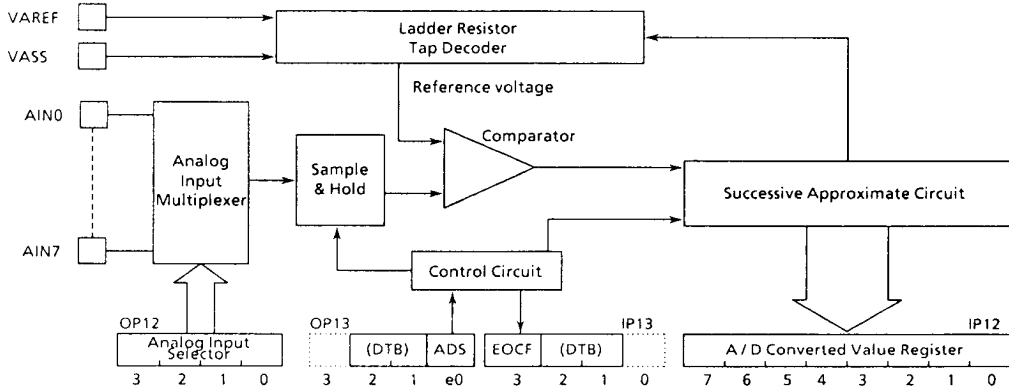 VAREF
VASS
Ladder Resistor
Tap Decoder
Reference voltage
AIN0
AIN7
Analog
Input
Multiplexer
Sample
& Hold
Comparator
Successive Approximate Circuit
Control Circuit
OP12
Analog Input
Selector
3 2 1 0
OP13
(DTB) ADS
3 2 1 e0
IP13
EOCF (DTB)
3 2 1 0
IP12
A / D Converted Value Register
7 6 5 4 3 2 1 0